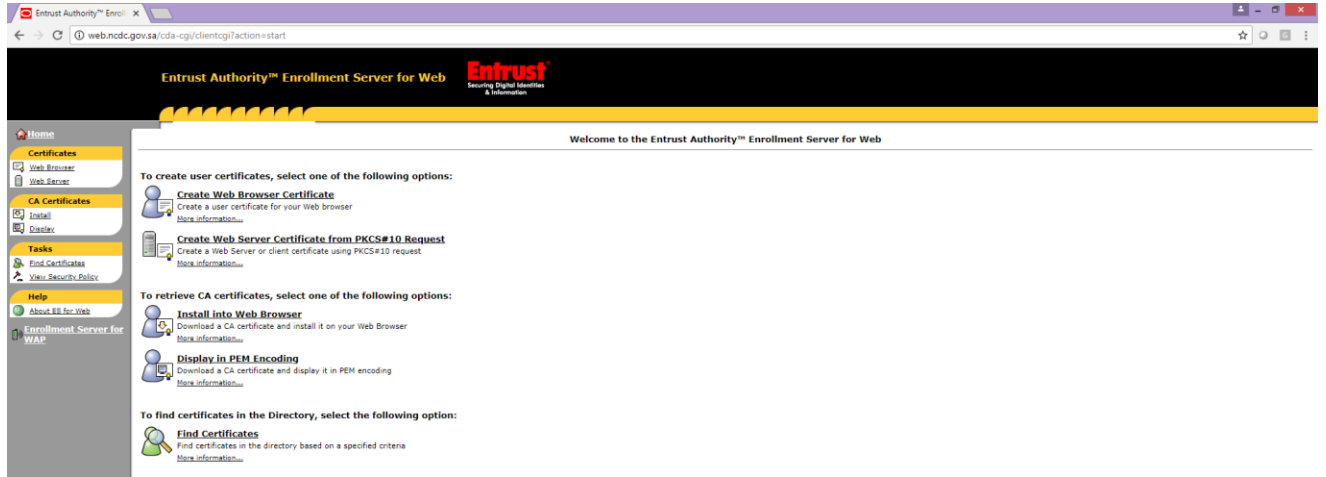 Entrust Authority™ Enroll
web.ncdc.gov.sa/cda-cgi/clientcgi?action=start
Entrust Authority™ Enrollment Server for Web
Entrust®
Securing Digital Identities
& Information
Home
Certificates
Web Browser
Web Server
CA Certificates
Install
Display
Tasks
Find Certificates
View Security Policy
Help
About ES for Web
Enrollment Server for
WAP
Welcome to the Entrust Authority™ Enrollment Server for Web
To create user certificates, select one of the following options:
Create Web Browser Certificate
Create a user certificate for your Web browser
More information...
Create Web Server Certificate from PKCS#10 Request
Create a Web Server or client certificate using PKCS#10 request
More information...
To retrieve CA certificates, select one of the following options:
Install into Web Browser
Download a CA certificate and install it on your Web Browser
More information...
Display in PEM Encoding
Download a CA certificate and display it in PEM encoding
More information...
To find certificates in the Directory, select the following option:
Find Certificates
Find certificates in the directory based on a specified criteria
More information...